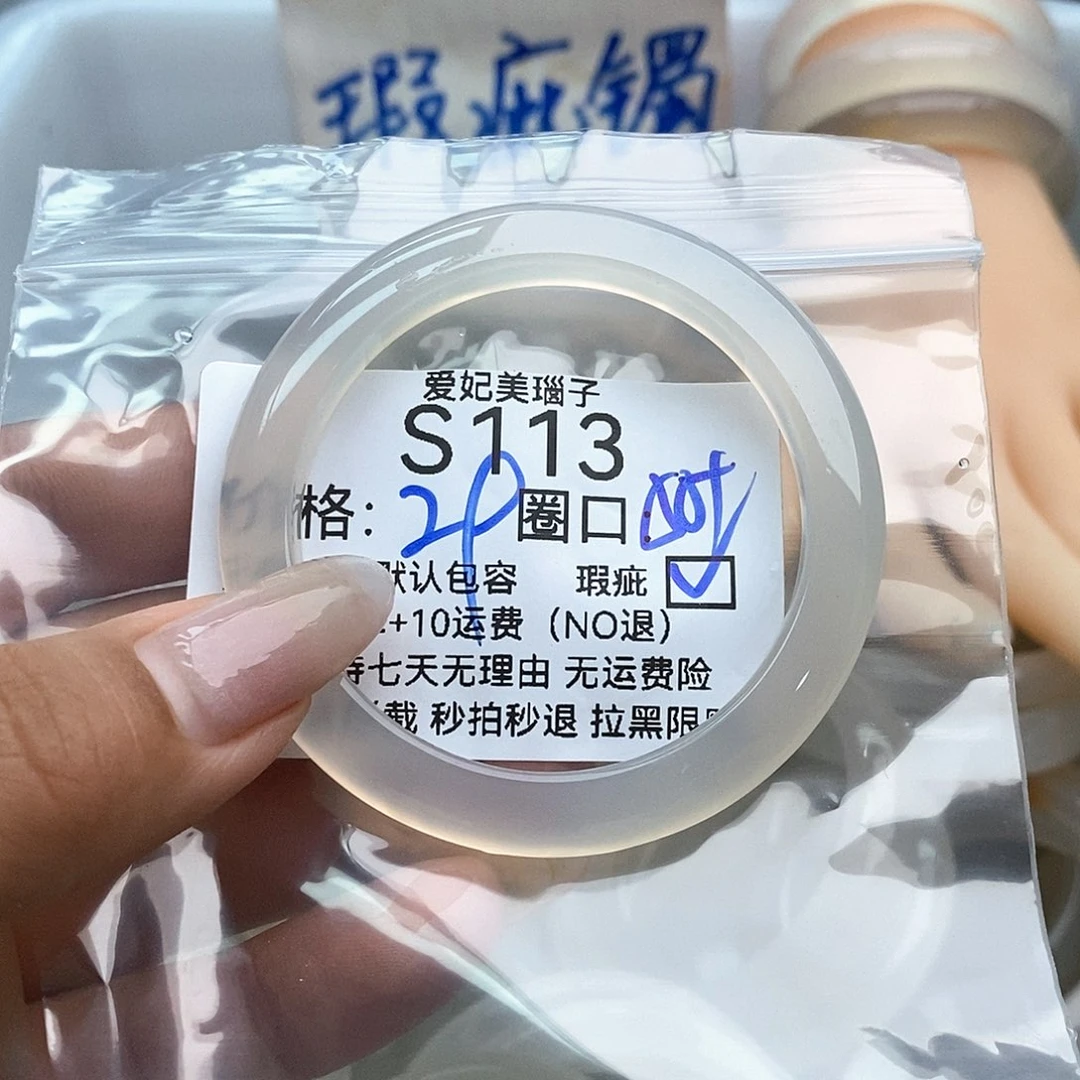 瑕疵镯
爱妃美瑙子
S113
格： 圈口
默认包容 瑕疵 ✓
+10运费（NO退）
持七天无理由 无运费险
截 秒拍秒退 拉黑限